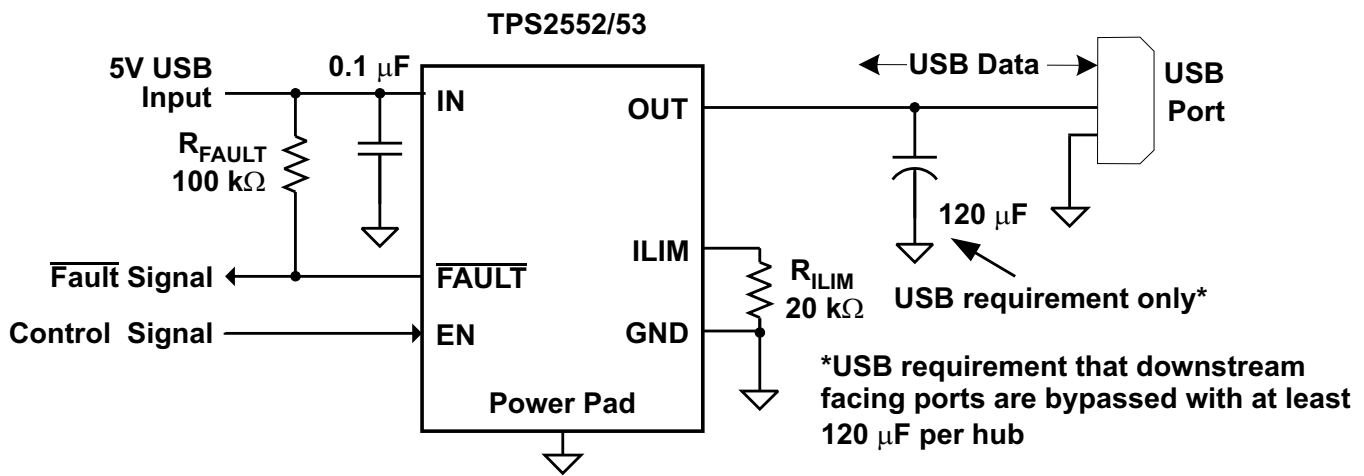 TPS2552/53
5V USB
Input
0.1 μF
R_FAULT
100 kΩ
IN
OUT
USB Data
USB
Port
120 μF
USB requirement only*
Fault Signal
FAULT
ILIM
R_ILIM
20 kΩ
Control Signal
EN
GND
Power Pad
*USB requirement that downstream
facing ports are bypassed with at least
120 μF per hub